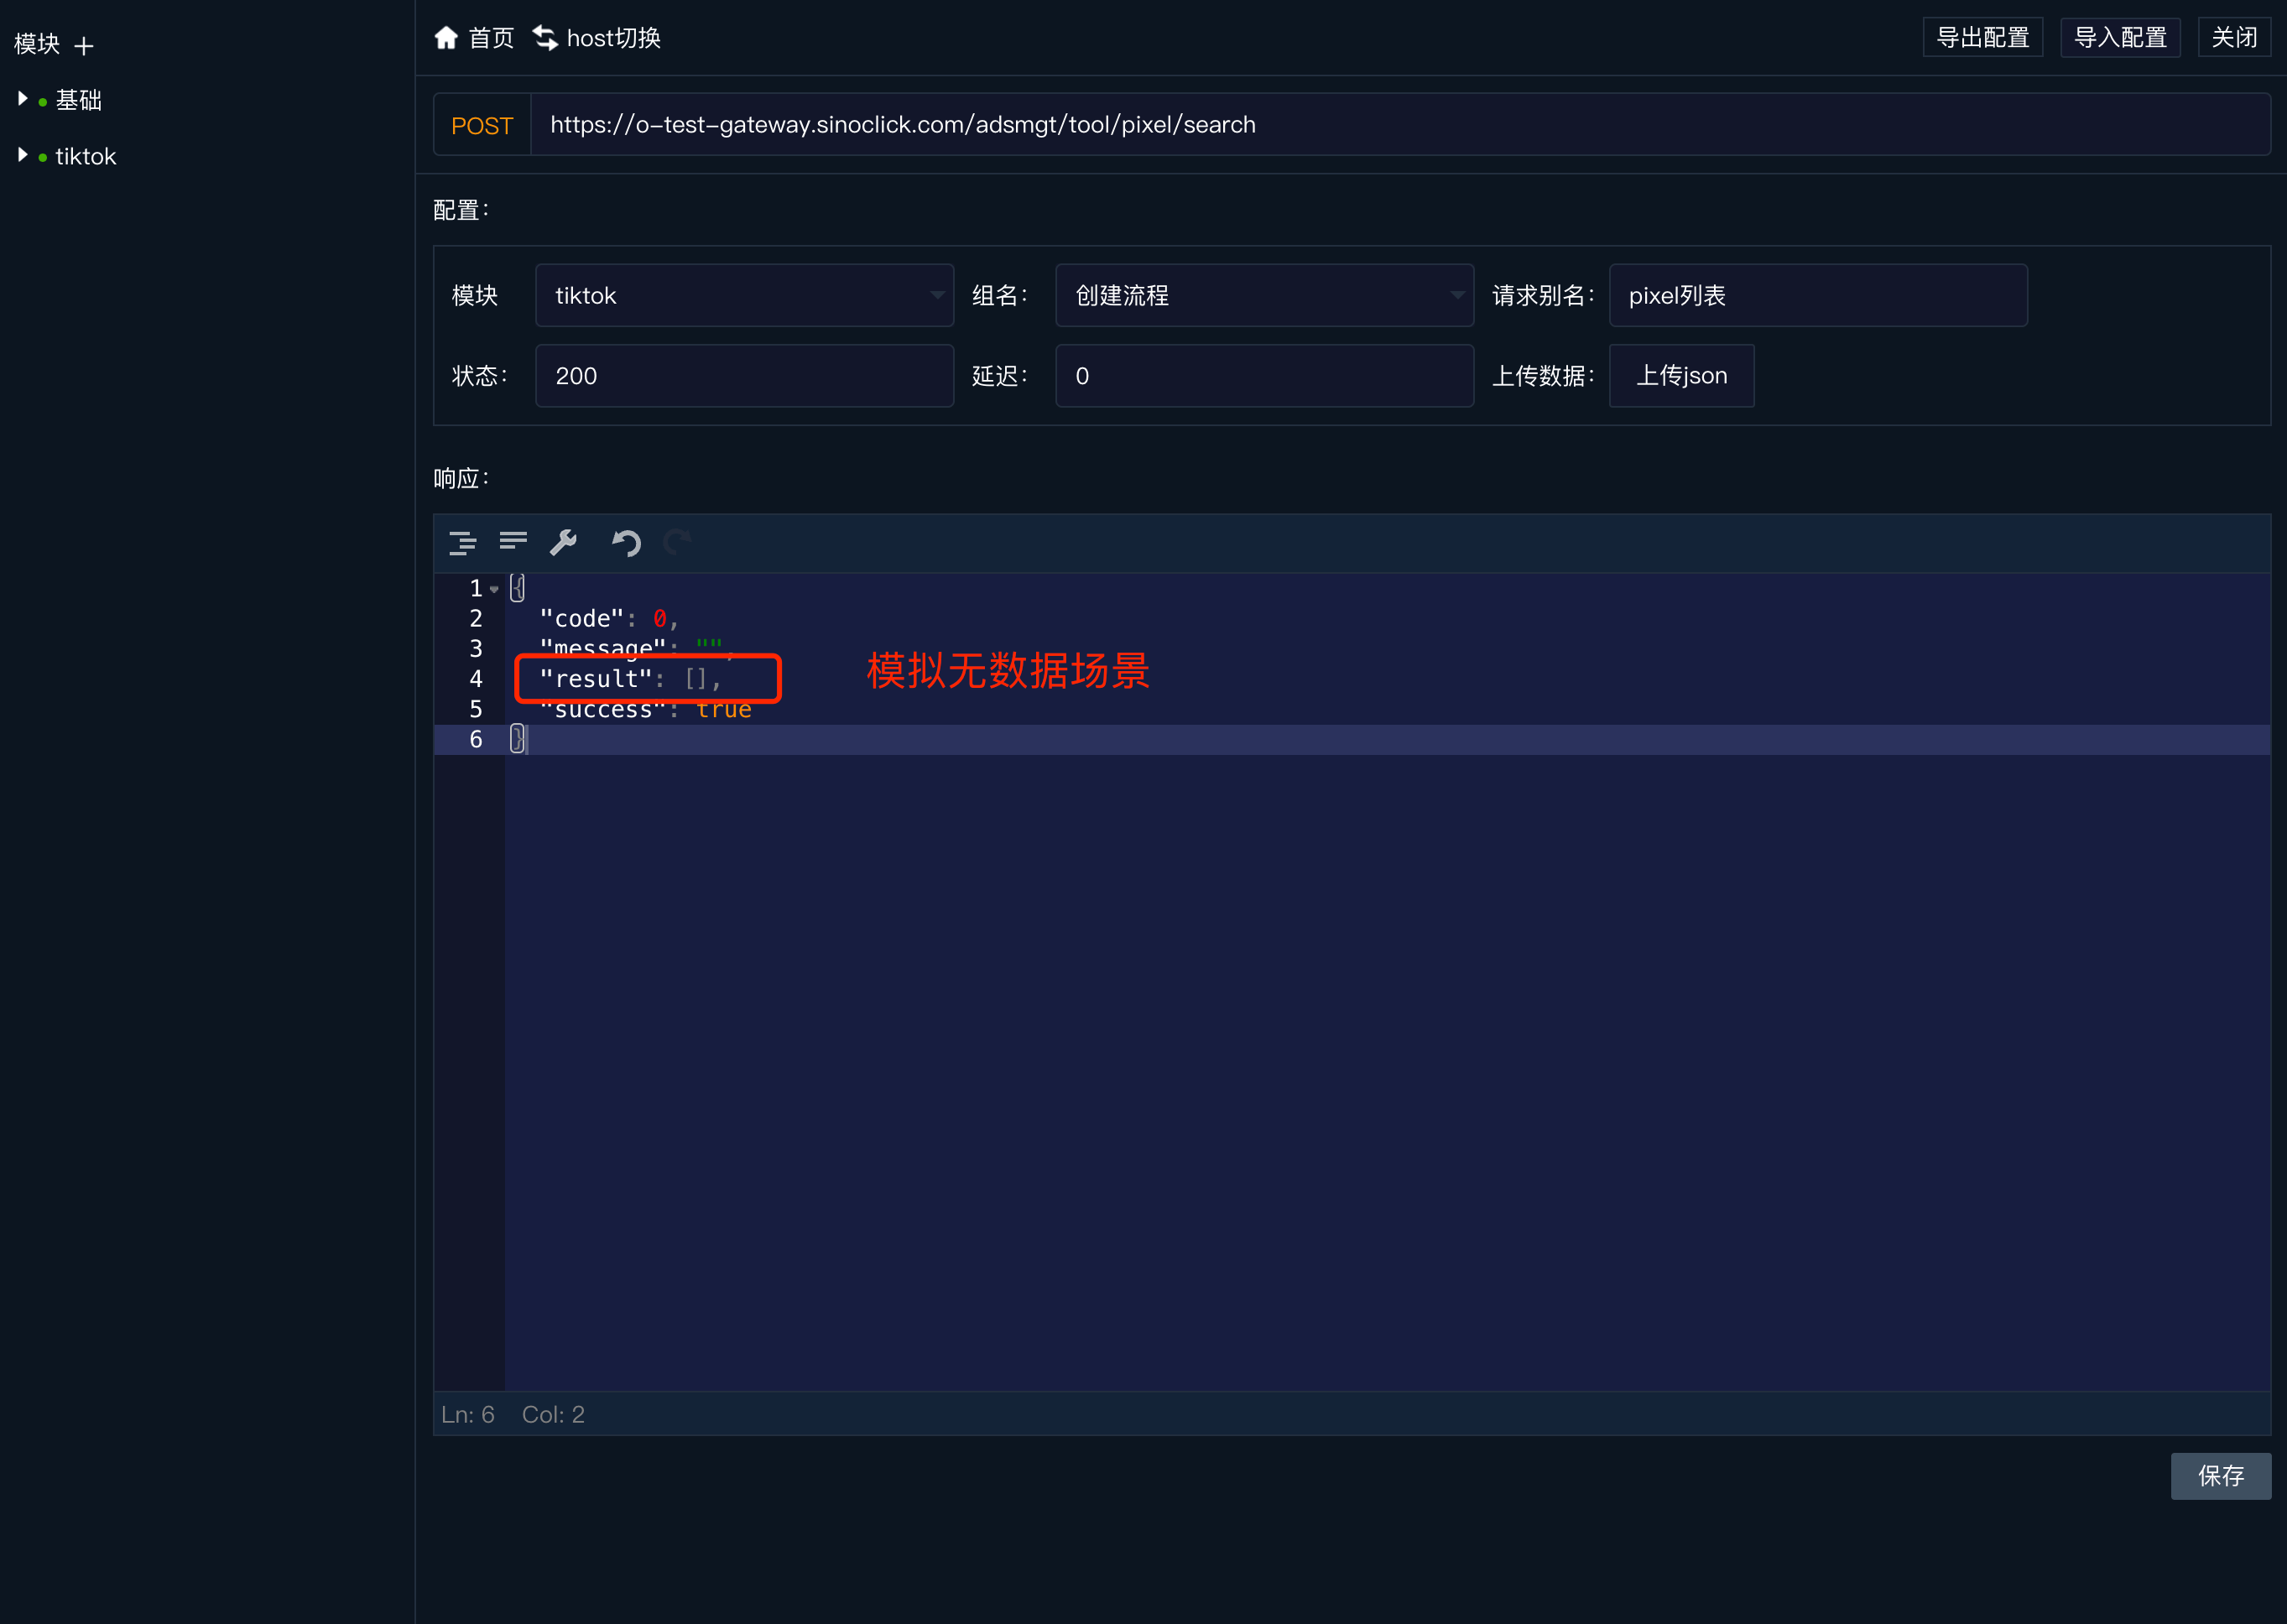 模块 +
基础
tiktok
首页 host切换
导出配置 导入配置 关闭
POST https://o-test-gateway.sinoclick.com/adsmgt/tool/pixel/search
配置：
模块 tiktok 组名： 创建流程 请求别名： pixel列表
状态： 200 延迟： 0 上传数据： 上传json
响应：
1 {
2 "code": 0,
3 "message": "",
4 "result": [],
模拟无数据场景
5 "success": true
6 }
Ln: 6 Col: 2
保存